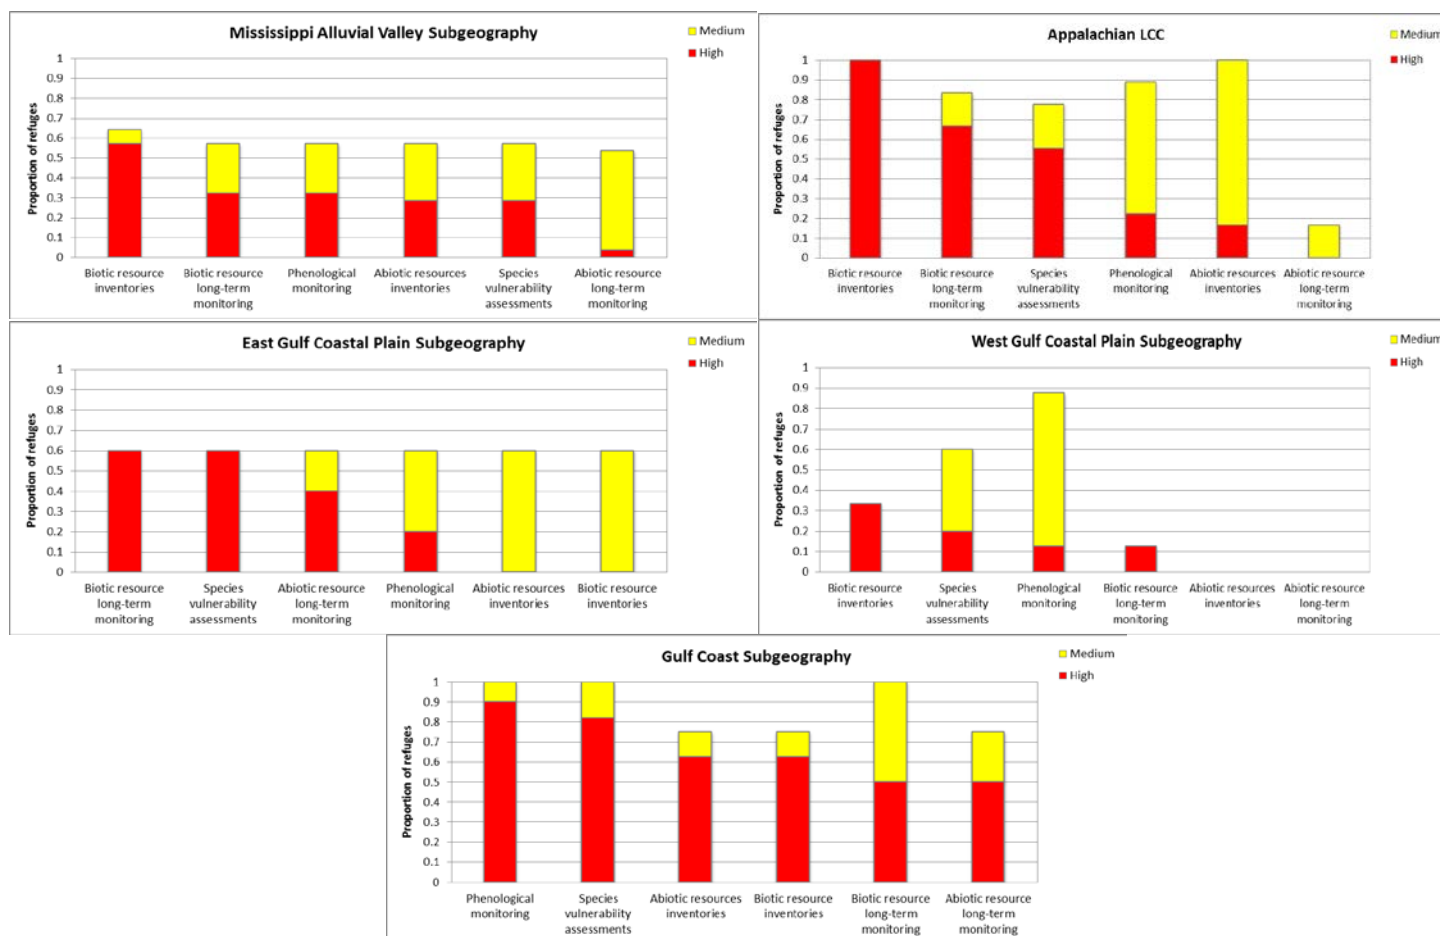 Mississippi Alluvial Valley Subgeography
Medium
High
Proportion of refuges
1
0.9
0.8
0.7
0.6
0.5
0.4
0.3
0.2
0.1
0
Biotic resource
inventories
Biotic resource
long-term
monitoring
Phenological
monitoring
Abiotic resources
inventories
Species
vulnerability
assessments
Abiotic resource
long-term
monitoring
Appalachian LCC
Medium
High
Proportion of refuges
1
0.9
0.8
0.7
0.6
0.5
0.4
0.3
0.2
0.1
0
Biotic resource
inventories
Biotic resource
long-term
monitoring
Species
vulnerability
assessments
Phenological
monitoring
Abiotic resources
inventories
Abiotic resource
long-term
monitoring
East Gulf Coastal Plain Subgeography
Medium
High
Proportion of refuges
1
0.9
0.8
0.7
0.6
0.5
0.4
0.3
0.2
0.1
0
Biotic resource
long-term
monitoring
Species
vulnerability
assessments
Abiotic resource
long-term
monitoring
Phenological
monitoring
Abiotic resources
inventories
Biotic resource
inventories
West Gulf Coastal Plain Subgeography
Medium
High
Proportion of refuges
1
0.9
0.8
0.7
0.6
0.5
0.4
0.3
0.2
0.1
0
Biotic resource
inventories
Species
vulnerability
assessments
Phenological
monitoring
Biotic resource
long-term
monitoring
Abiotic resources
inventories
Abiotic resource
long-term
monitoring
Gulf Coast Subgeography
Medium
High
Proportion of refuges
1
0.9
0.8
0.7
0.6
0.5
0.4
0.3
0.2
0.1
0
Phenological
monitoring
Species
vulnerability
assessments
Abiotic resources
inventories
Biotic resource
inventories
Biotic resource
long-term
monitoring
Abiotic resource
long-term
monitoring